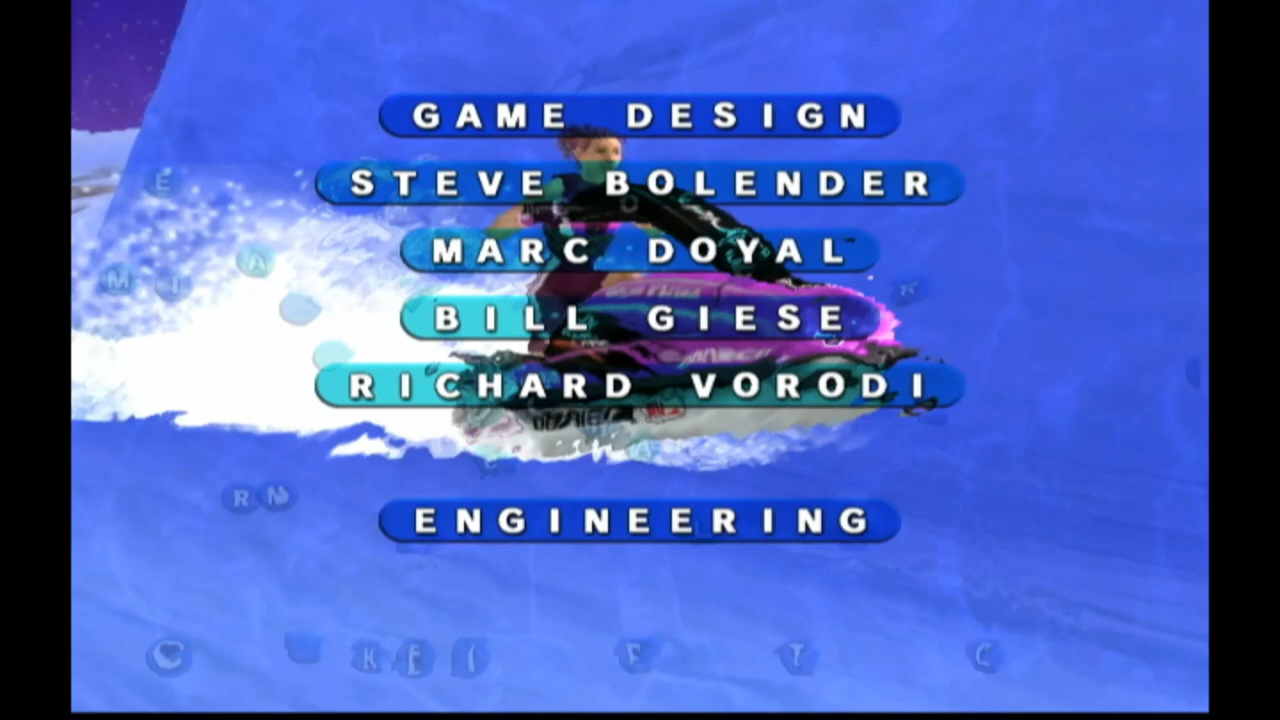 GAME DESIGN
STEVE BOLENDER
MARC DOYAL
BILL GIESE
RICHARD VORODI
ENGINEERING